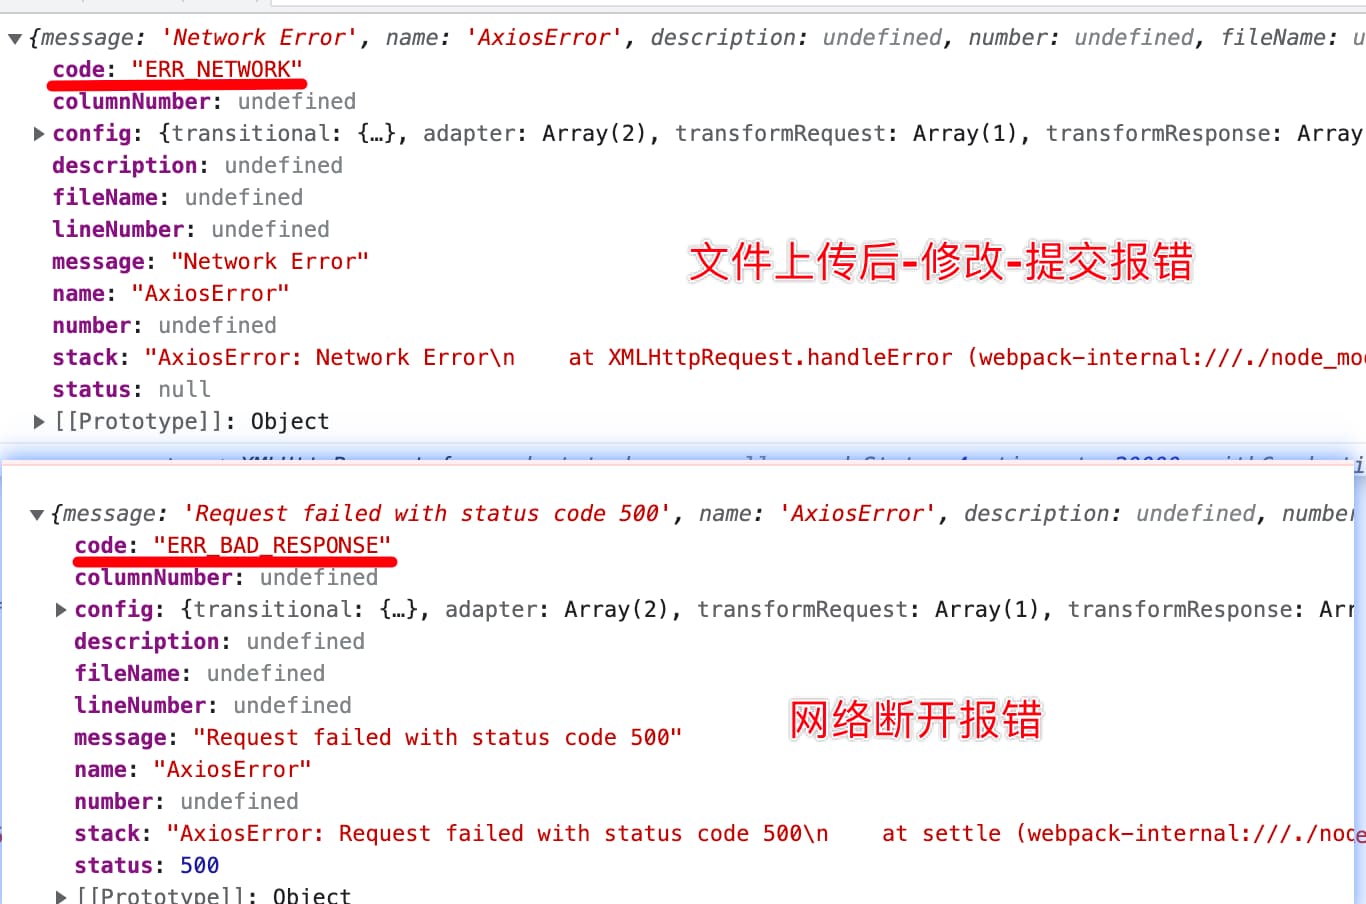 ▼{message: 'Network Error', name: 'AxiosError', description: undefined, number: undefined, fileName: u
code: "ERR_NETWORK"
columnNumber: undefined
▶config: {transitional: {…}, adapter: Array(2), transformRequest: Array(1), transformResponse: Array
description: undefined
fileName: undefined
lineNumber: undefined
文件上传后-修改-提交报错
message: "Network Error"
name: "AxiosError"
number: undefined
stack: "AxiosError: Network Error\n    at XMLHttpRequest.handleError (webpack-internal:///./node_mo
status: null
▶[[Prototype]]: Object
▼{message: 'Request failed with status code 500', name: 'AxiosError', description: undefined, number
code: "ERR_BAD_RESPONSE"
columnNumber: undefined
▶config: {transitional: {…}, adapter: Array(2), transformRequest: Array(1), transformResponse: Arr
description: undefined
fileName: undefined
lineNumber: undefined
网络断开报错
message: "Request failed with status code 500"
name: "AxiosError"
number: undefined
stack: "AxiosError: Request failed with status code 500\n    at settle (webpack-internal:///./node
status: 500
▶[[Prototype]]: Object